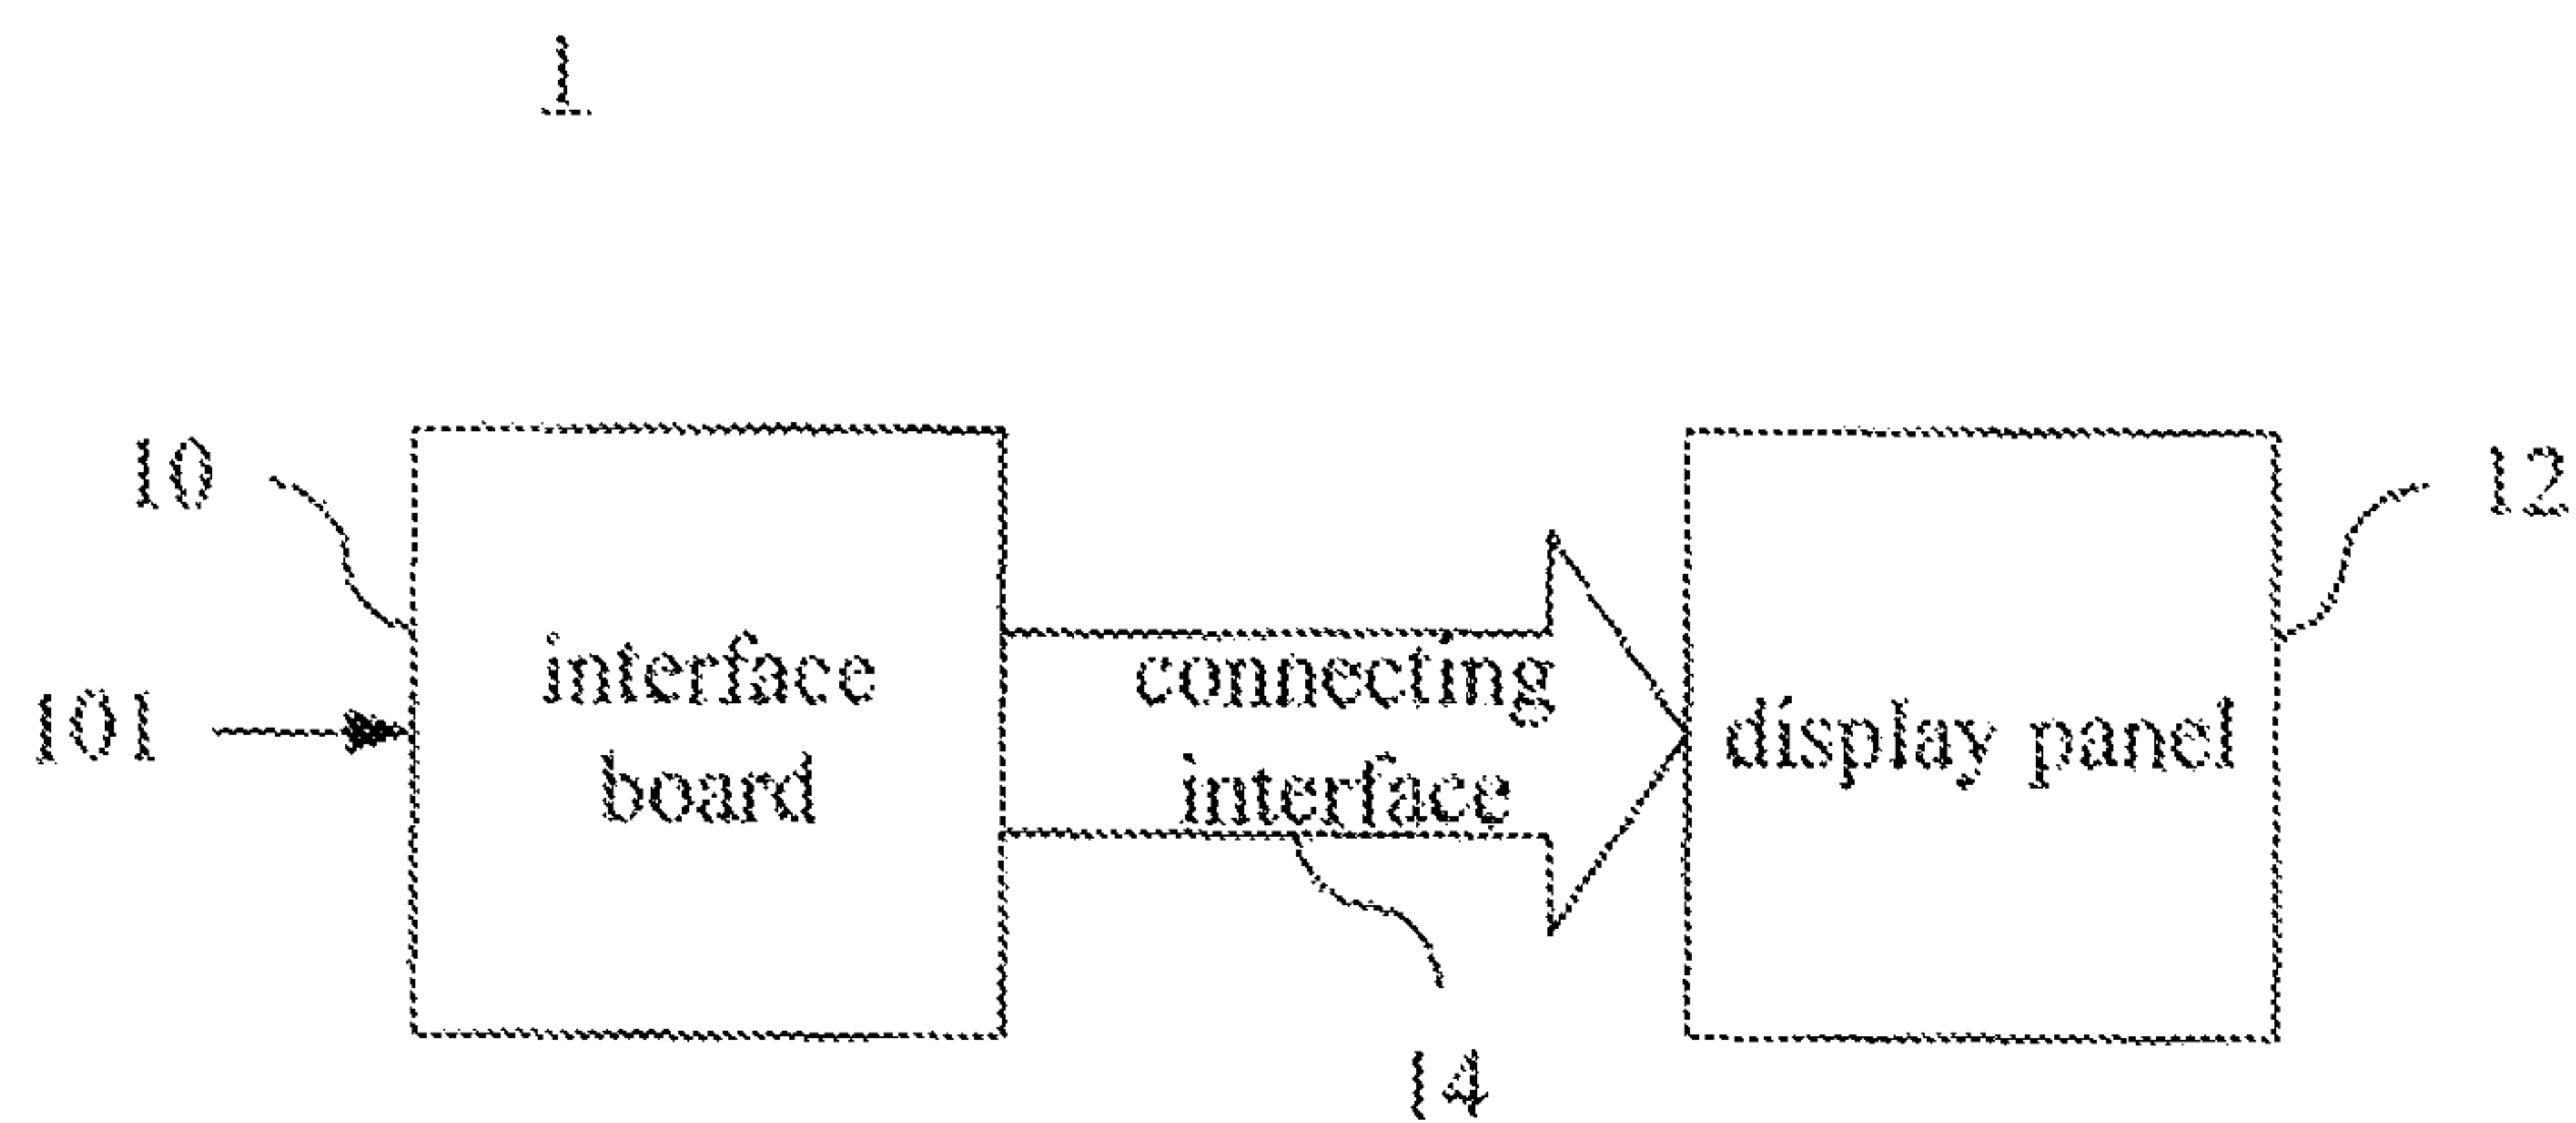 1
10
12
101
interface
board
connecting
interface
display panel
14